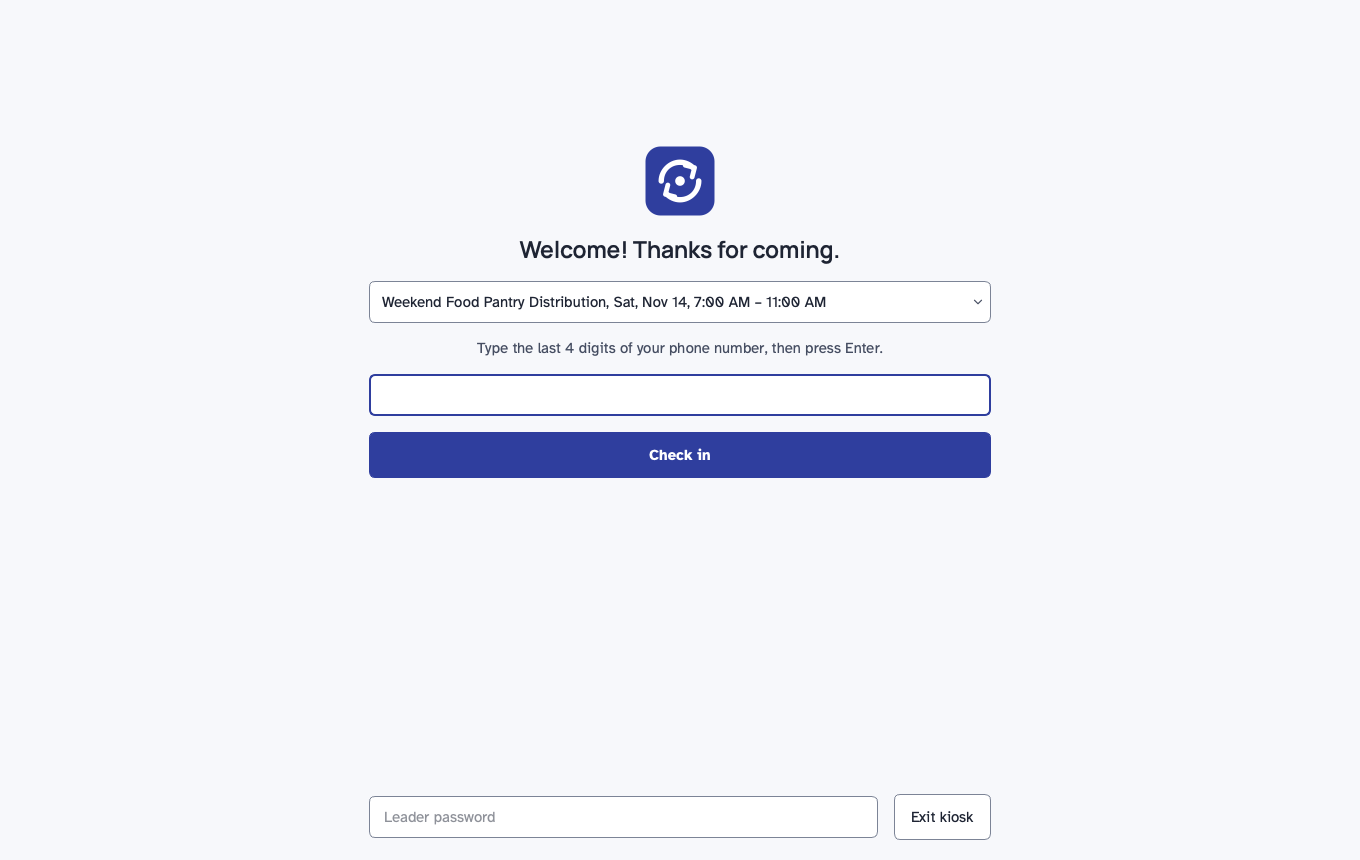 Welcome! Thanks for coming.
Weekend Food Pantry Distribution, Sat, Nov 14, 7:00 AM – 11:00 AM
Type the last 4 digits of your phone number, then press Enter.
Check in
Leader password
Exit kiosk